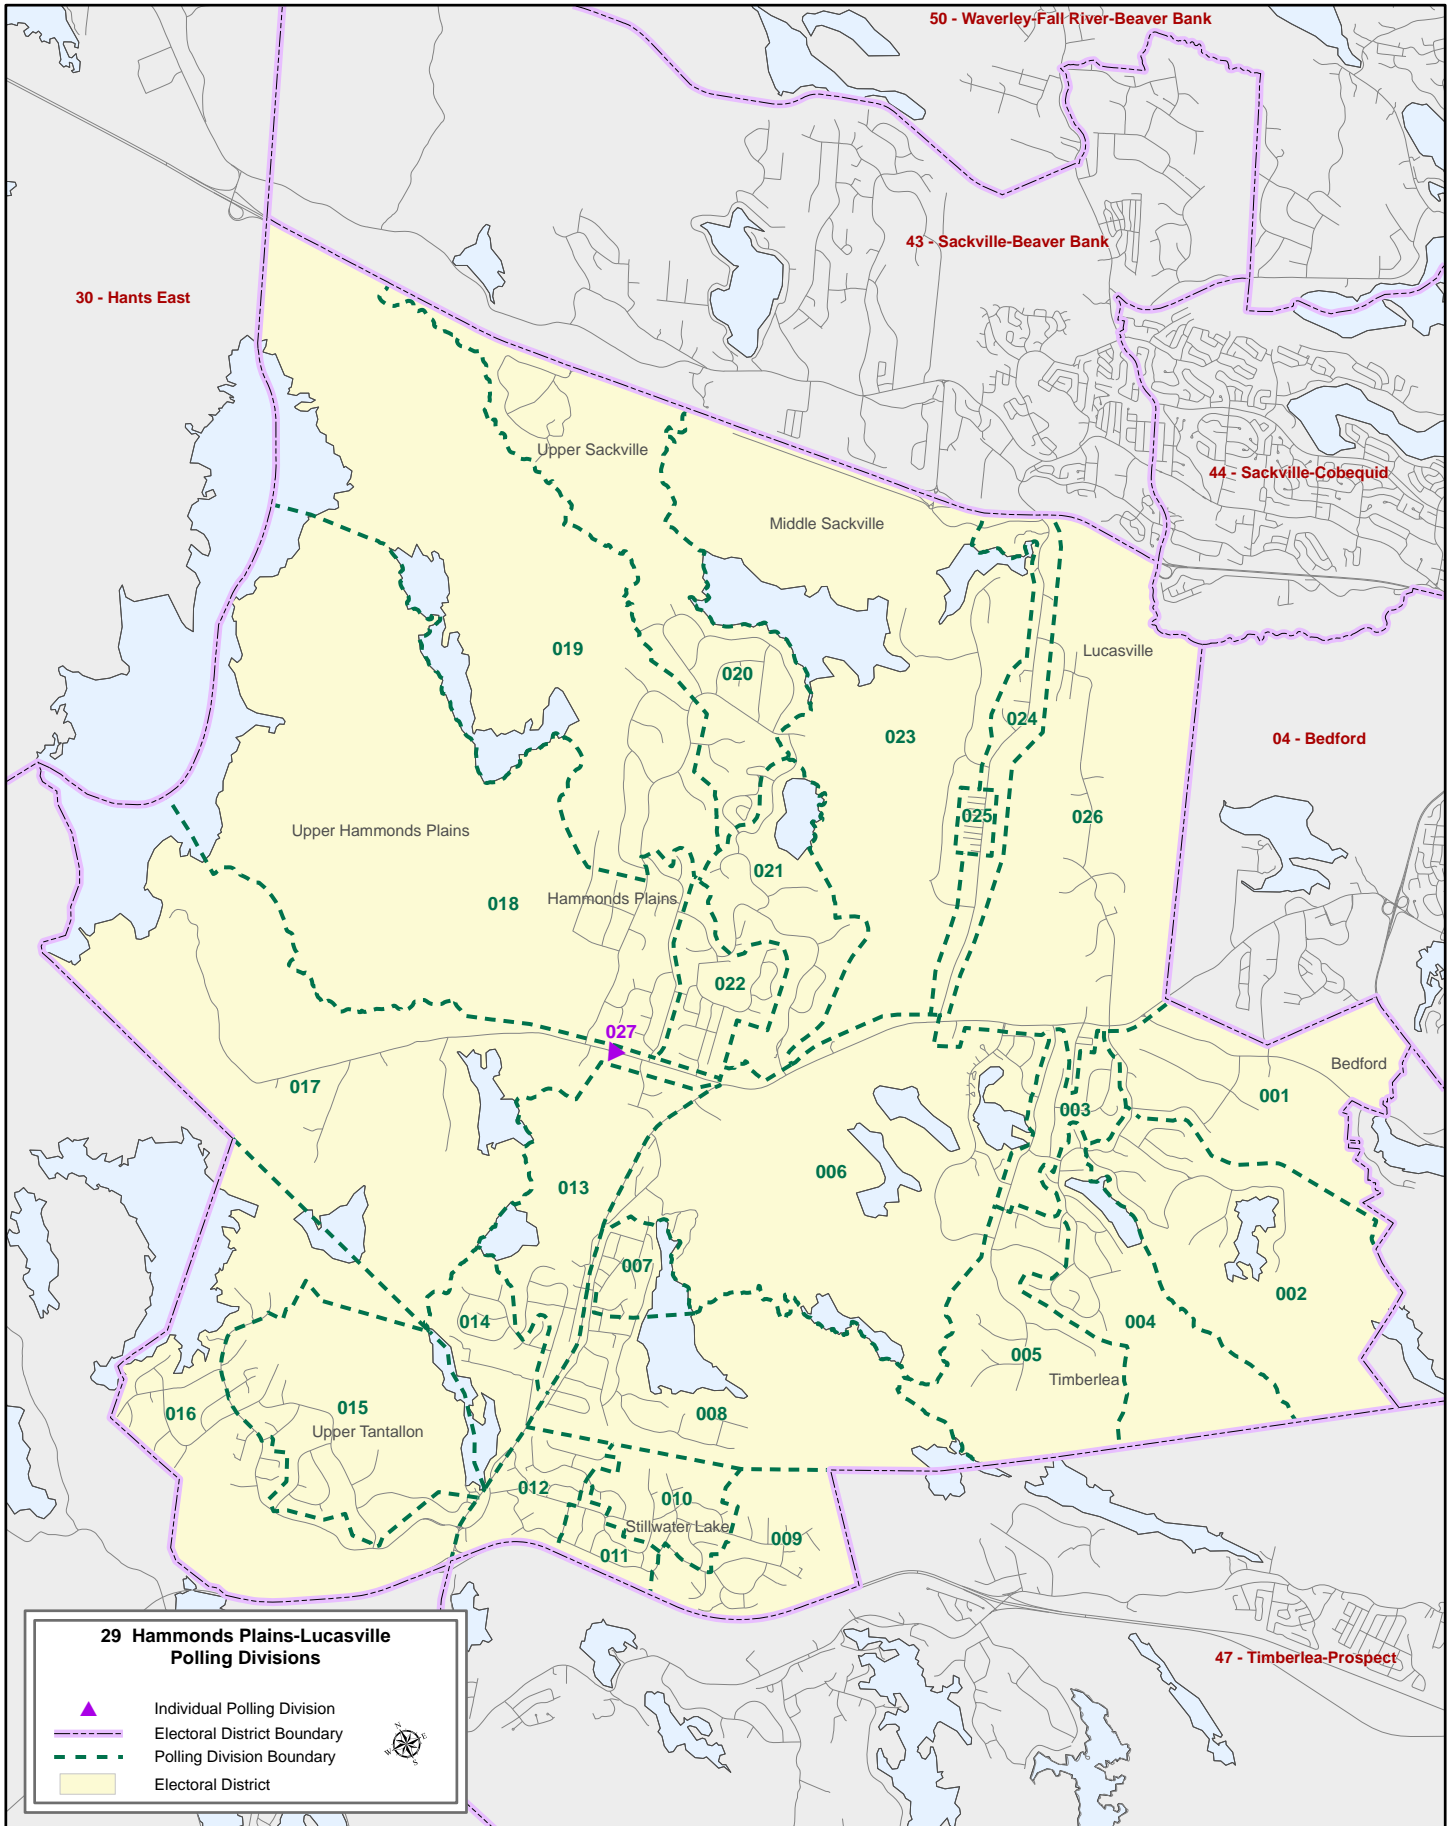 50 - Waverley-Fall River-Beaver Bank
43 - Sackville-Beaver Bank
30 - Hants East
Upper Sackville
44 - Sackville-Cobequid
Middle Sackville
019
Lucasville
020
024
023
04 - Bedford
025
026
Upper Hammonds Plains
021
018
Hammonds Plains
022
027
Bedford
017
001
003
006
013
007
002
014
004
005
Timberlea
015
016
008
Upper Tantallon
012
010
Stillwater Lake
009
011
29 Hammonds Plains-Lucasville
Polling Divisions
Individual Polling Division
Electoral District Boundary
Polling Division Boundary
Electoral District
N
E
W
S
47 - Timberlea-Prospect